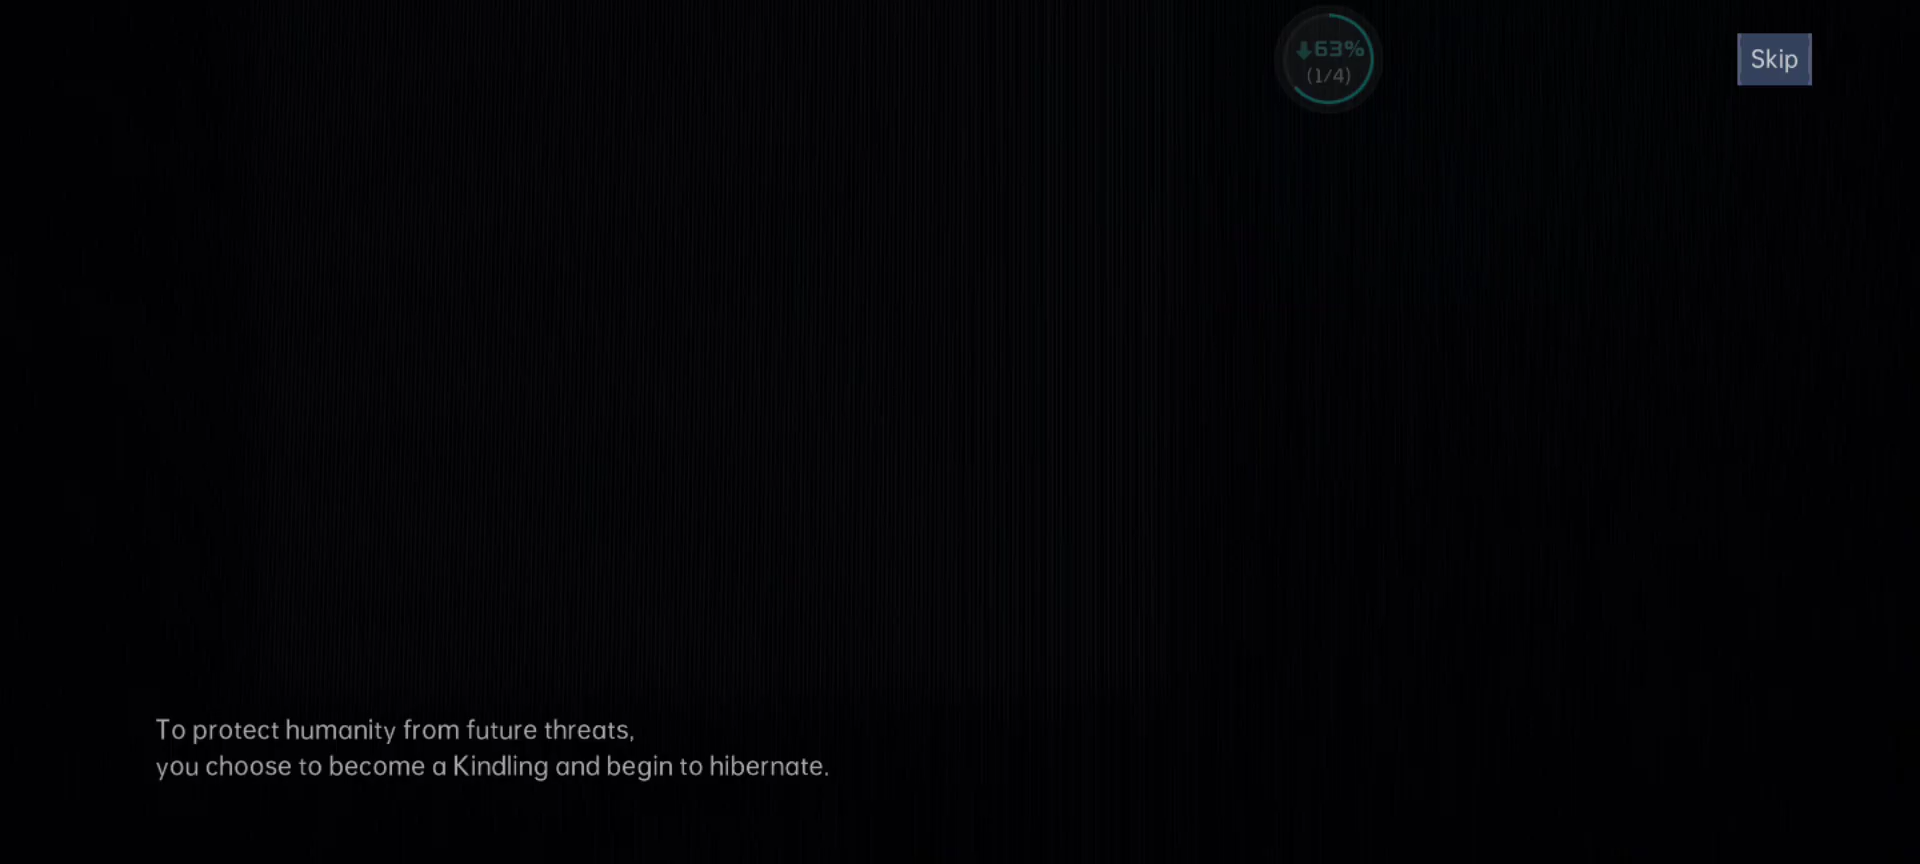 63%
(1/4)
Skip
To protect humanity from future threats,
you choose to become a Kindling and begin to hibernate.